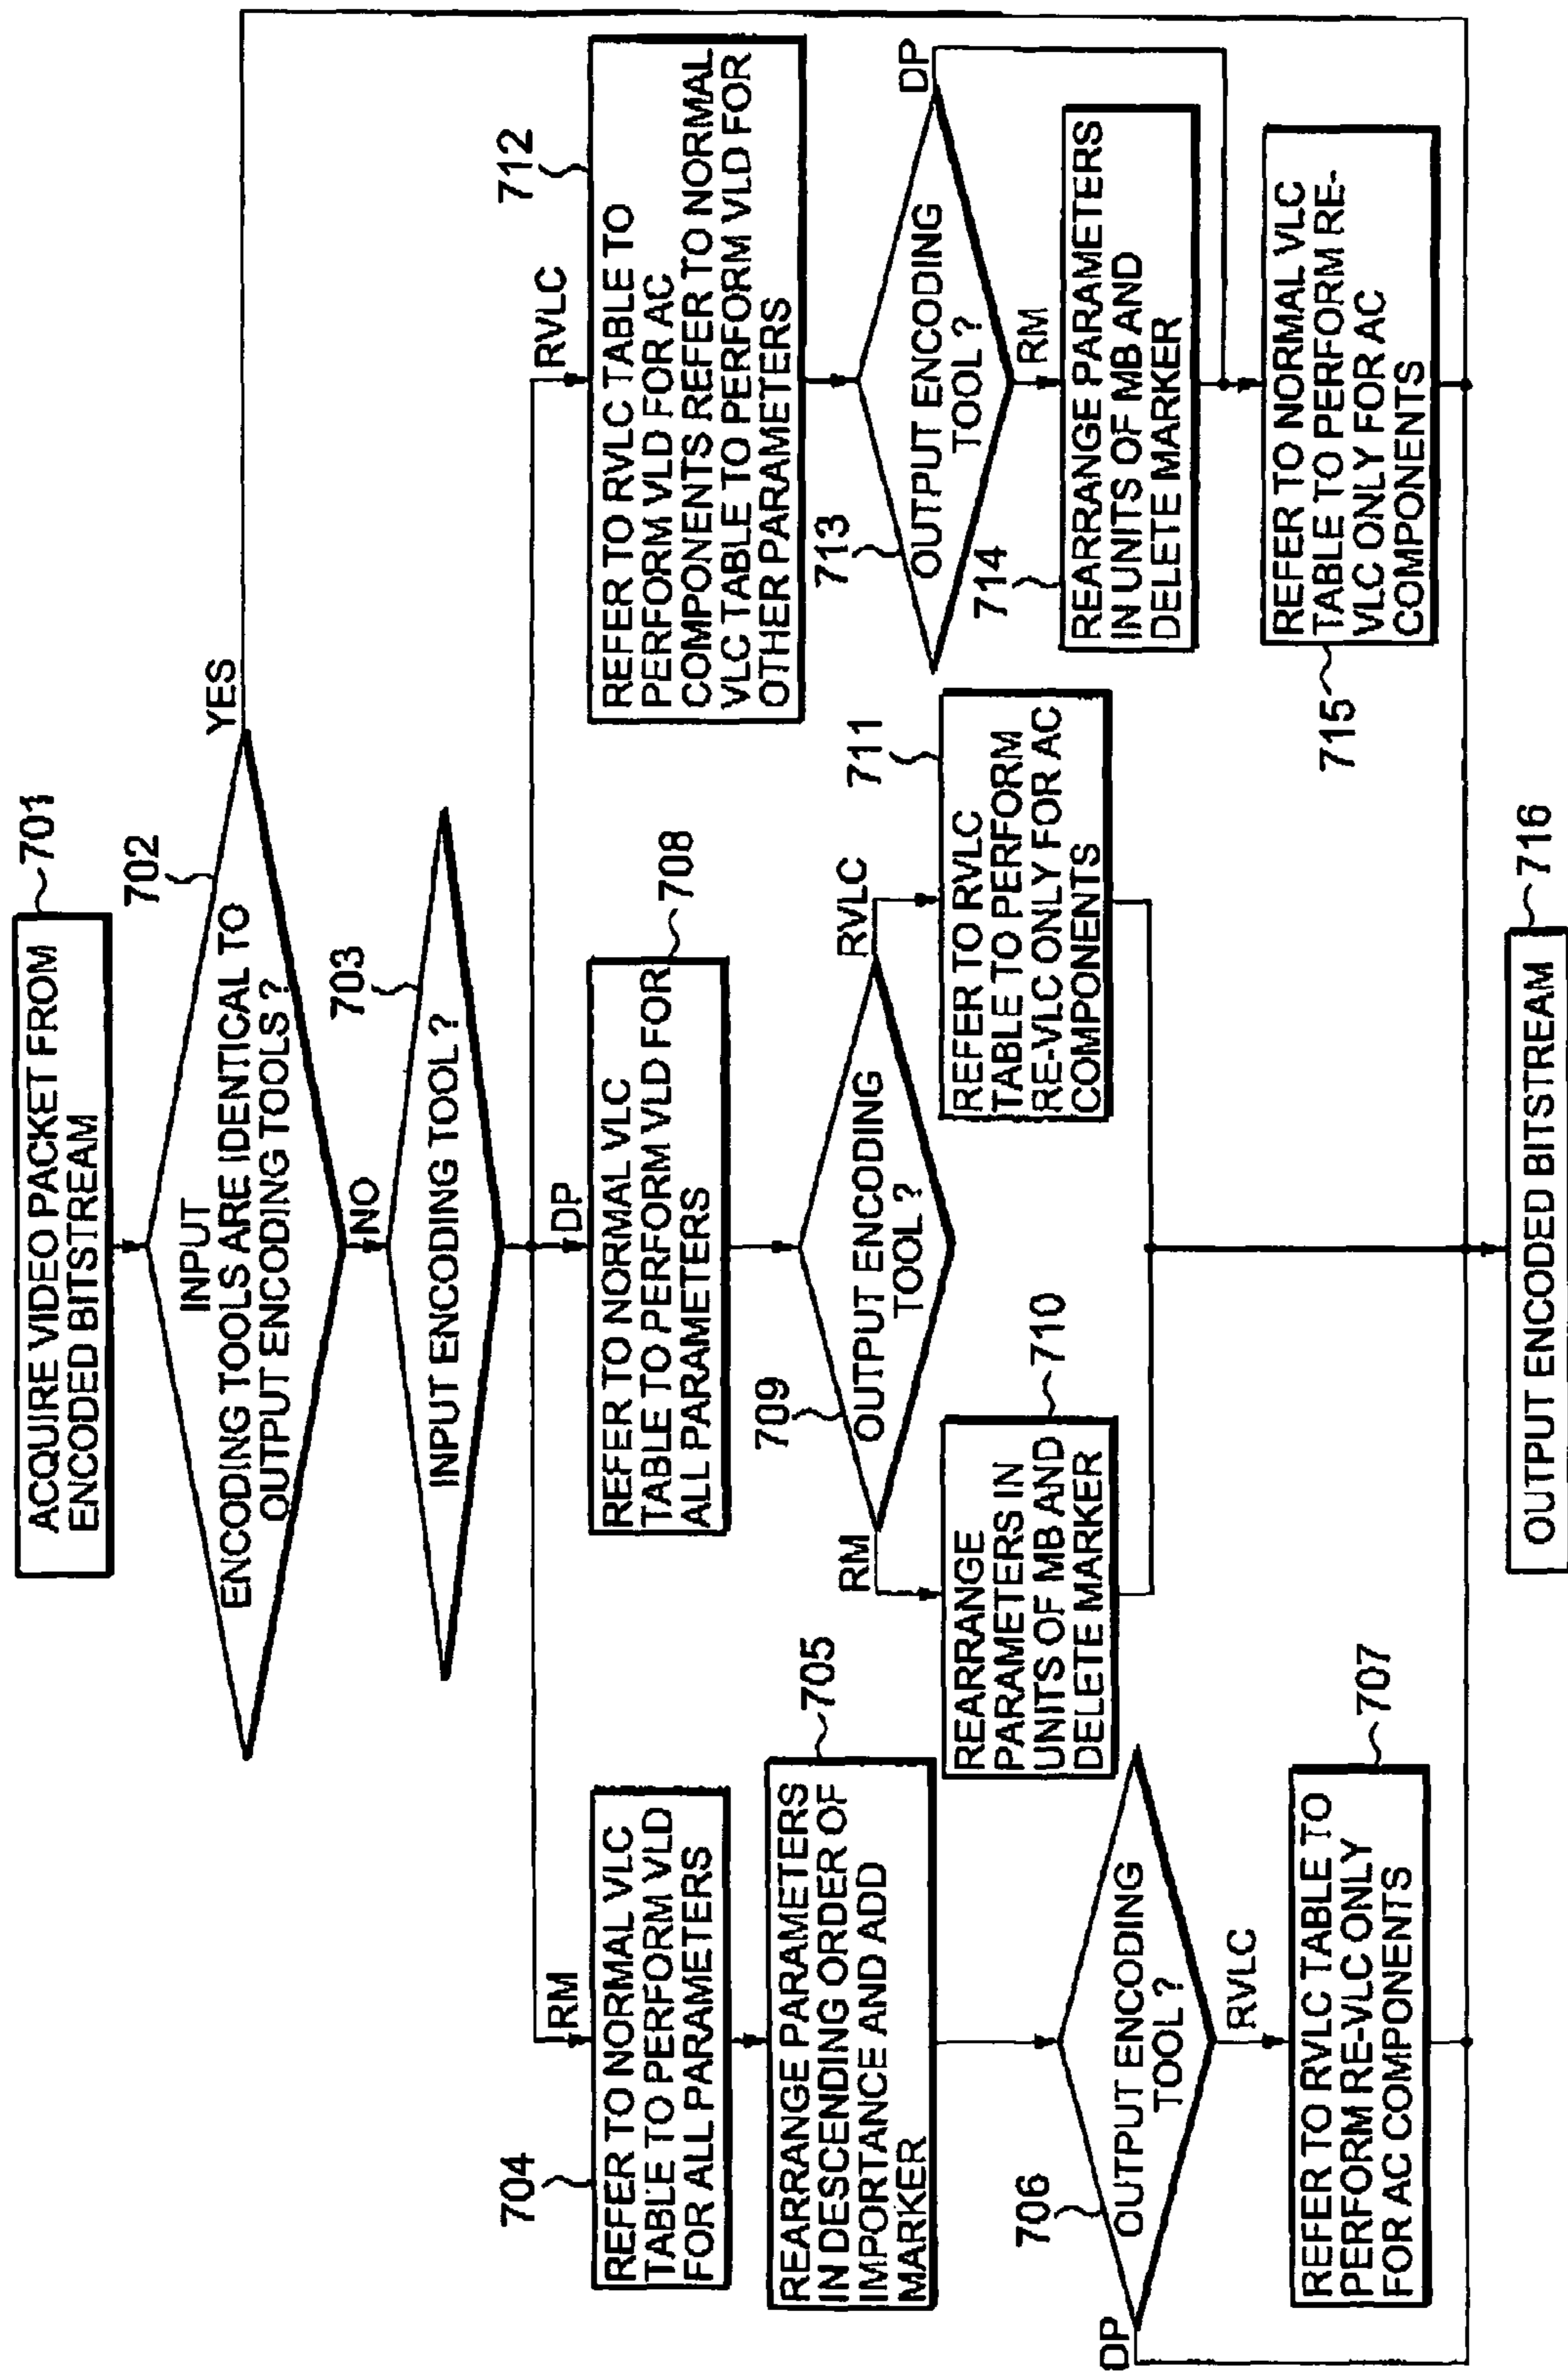 ACQUIRE VIDEO PACKET FROM
ENCODED BITSTREAM
701
702
INPUT
ENCODING TOOLS ARE IDENTICAL TO
OUTPUT ENCODING TOOLS ?
YES
NO
703
INPUT ENCODING TOOL ?
RM
DP
RVLC
704
REFER TO NORMAL VLC
TABLE TO PERFORM VLD
FOR ALL PARAMETERS
705
REARRANGE PARAMETERS
IN DESCENDING ORDER OF
IMPORTANCE AND ADD
MARKER
706
OUTPUT ENCODING
TOOL ?
DP
RVLC
707
REFER TO RVLC TABLE TO
PERFORM RE-VLC ONLY
FOR AC COMPONENTS
708
REFER TO NORMAL VLC
TABLE TO PERFORM VLD FOR
ALL PARAMETERS
709
OUTPUT ENCODING
TOOL ?
RM
RVLC
710
REARRANGE
PARAMETERS IN
UNITS OF MB AND
DELETE MARKER
711
REFER TO RVLC
TABLE TO PERFORM
RE-VLC ONLY FOR AC
COMPONENTS
712
REFER TO RVLC TABLE TO
PERFORM VLD FOR AC
COMPONENTS REFER TO NORMAL
VLC TABLE TO PERFORM VLD FOR
OTHER PARAMETERS
713
OUTPUT ENCODING
TOOL ?
DP
RM
714
REARRANGE PARAMETERS
IN UNITS OF MB AND
DELETE MARKER
715
REFER TO NORMAL VLC
TABLE TO PERFORM RE-
VLC ONLY FOR AC
COMPONENTS
OUTPUT ENCODED BITSTREAM
716